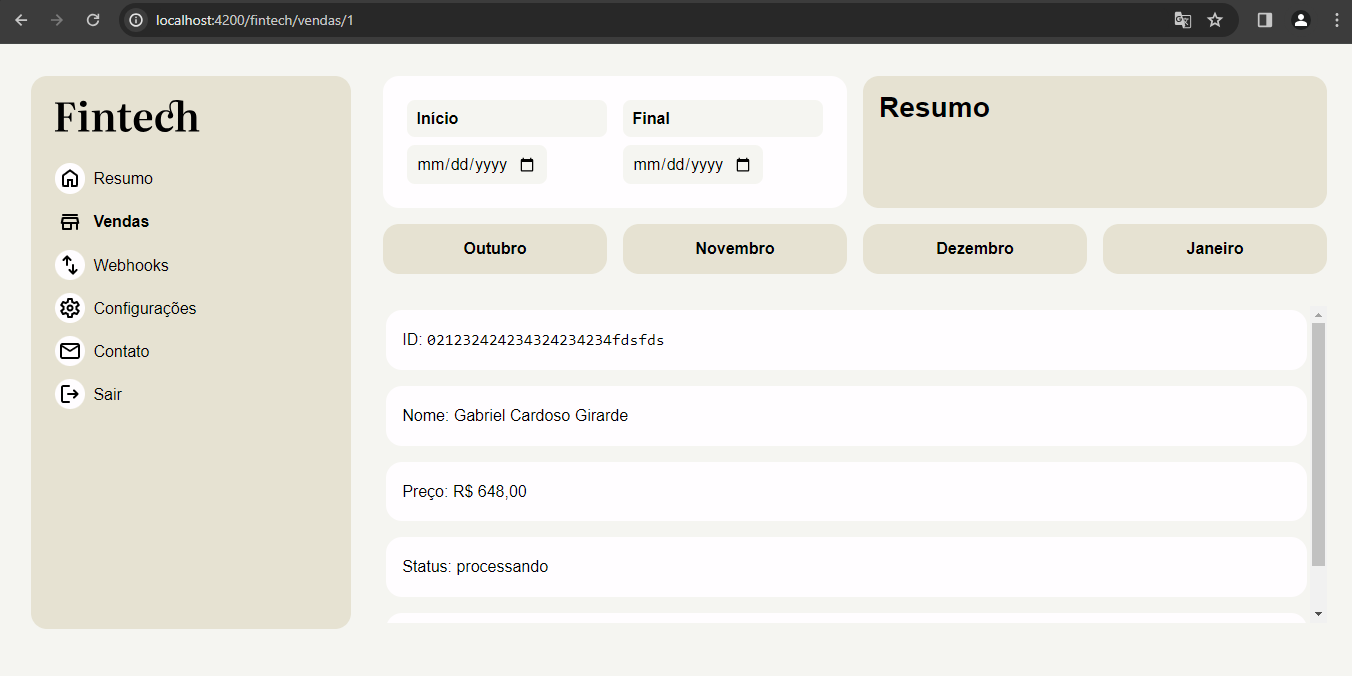 localhost:4200/fintech/vendas/1
Fintech
Resumo
Vendas
Webhooks
Configurações
Contato
Sair
Início
Final
mm/dd/yyyy
mm/dd/yyyy
Resumo
Outubro
Novembro
Dezembro
Janeiro
ID: 021232424234324234234fdsfds
Nome: Gabriel Cardoso Girarde
Preço: R$ 648,00
Status: processando